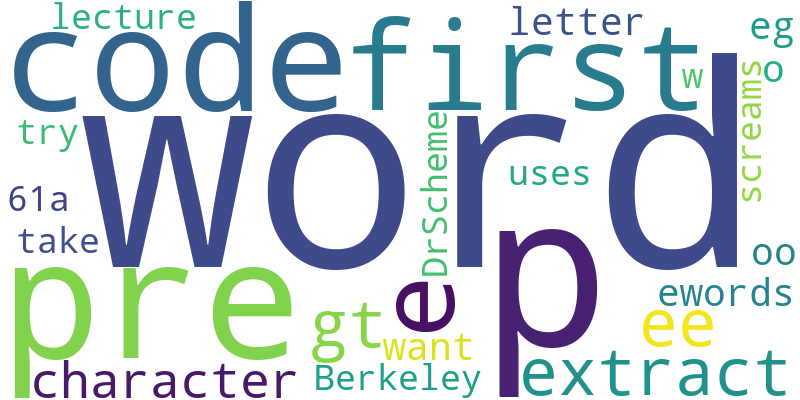 lecture
letter
eg
code
first
w
o
screams
try
word
DrScheme
uses
61a
take
oo
pre
e
p
ewords
gt
want
ee
character
Berkeley
extract